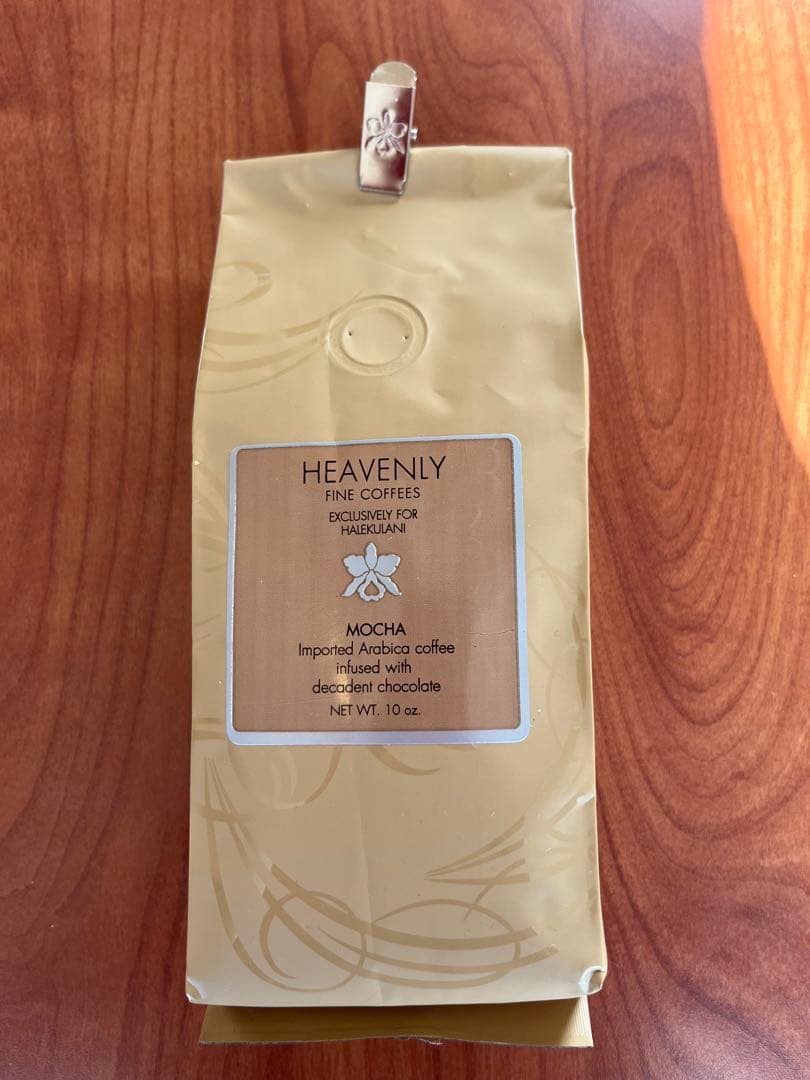 HEAVENLY
FINE COFFEES
EXCLUSIVELY FOR
HALEKULANI
MOCHA
Imported Arabica coffee
infused with
decadent chocolate
NET WT. 10 oz.